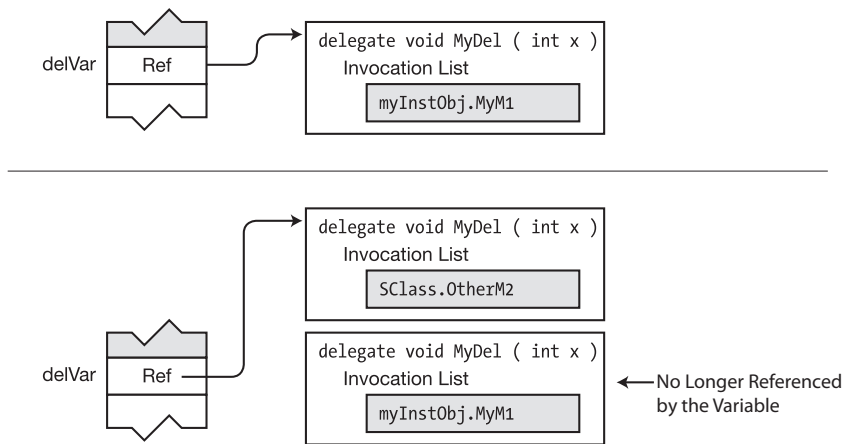 delegate void MyDel ( int x )
delVar
Ref
Invocation List
myInstObj.MyM1
delegate void MyDel ( int x )
Invocation List
SClass.OtherM2
delegate void MyDel ( int x )
delVar
Ref
Invocation List
No Longer Referenced
by the Variable
myInstObj.MyM1